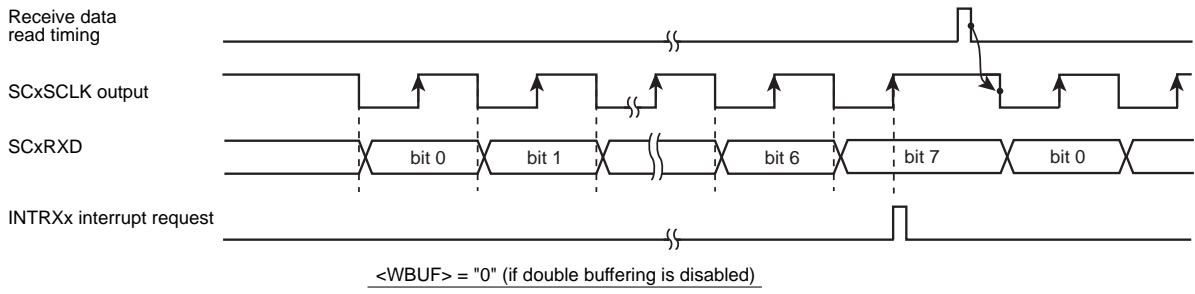 Receive data
read timing
SCxSCLK output
SCxRXD
bit 0
bit 1
bit 6
bit 7
bit 0
INTRXx interrupt request
<WBUF> = "0" (if double buffering is disabled)